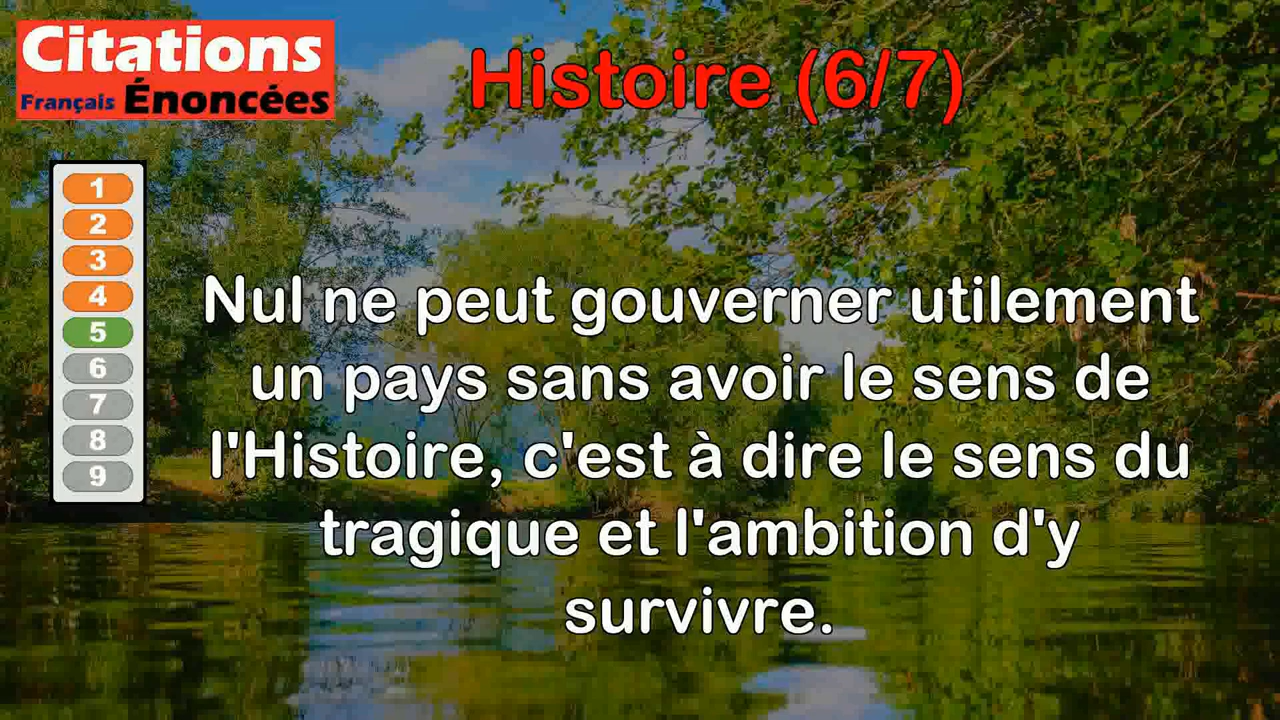 Citations
Français Énoncées
Histoire (6/7)
1
2
3
4
5
6
7
8
9
Nul ne peut gouverner utilement
un pays sans avoir le sens de
l'Histoire, c'est à dire le sens du
tragique et l'ambition d'y
survivre.